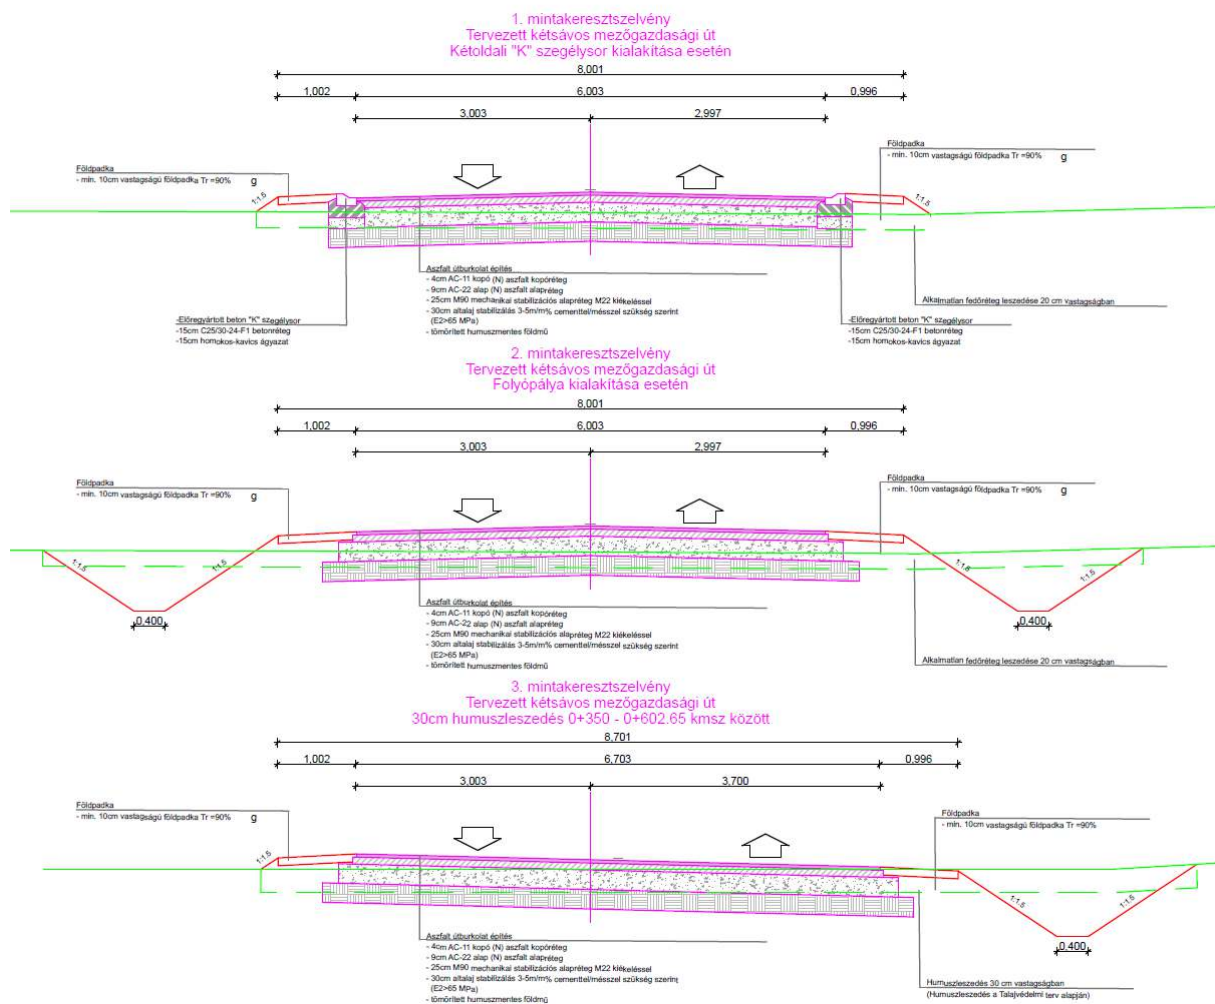 1. mintakeresztszelvény
Tervezett kétsávos mezőgazdasági út
Kétoldali "K" szegélysor kialakítása esetén
8,001
1,002 6,003 0,996
3,003 2,997
Földpadka
- min. 10cm vastagságú földpadka Tr =90% g
Földpadka
- min. 10cm vastagságú földpadka Tr =90% g
1:1.5
1:1.5
Aszfalt útburkolat építés
- 4cm AC-11 kopó (N) aszfalt kopóréteg
- 9cm AC-22 alap (N) aszfalt alapréteg
- 25cm M90 mechanikai stabilizációs alapréteg M22 kiékeléssel
- 30cm altalaj stabilizálás 3-5m/m% cementtel/mésszel szükség szerint
(E2>65 MPa)
- tömörített humuszmentes földmű
Alkalmatlan fedőréteg leszedése 20 cm vastagságban
-Előregyártott beton "K" szegélysor
-15cm C25/30-24-F1 betonréteg
-15cm homokos-kavics ágyazat
-Előregyártott beton "K" szegélysor
-15cm C25/30-24-F1 betonréteg
-15cm homokos-kavics ágyazat
2. mintakeresztszelvény
Tervezett kétsávos mezőgazdasági út
Folyópálya kialakítása esetén
8,001
1,002 6,003 0,996
3,003 2,997
Földpadka
- min. 10cm vastagságú földpadka Tr =90% g
Földpadka
- min. 10cm vastagságú földpadka Tr =90% g
1:1.5 1:1.5 1:1.5 1:1.5
0,400 0,400
Aszfalt útburkolat építés
- 4cm AC-11 kopó (N) aszfalt kopóréteg
- 9cm AC-22 alap (N) aszfalt alapréteg
- 25cm M90 mechanikai stabilizációs alapréteg M22 kiékeléssel
- 30cm altalaj stabilizálás 3-5m/m% cementtel/mésszel szükség szerint
(E2>65 MPa)
- tömörített humuszmentes földmű
Alkalmatlan fedőréteg leszedése 20 cm vastagságban
3. mintakeresztszelvény
Tervezett kétsávos mezőgazdasági út
30cm humuszleszedés 0+350 - 0+602.65 kmsz között
8,701
1,002 6,703 0,996
3,003 3,700
Földpadka
- min. 10cm vastagságú földpadka Tr =90% g
Földpadka
- min. 10cm vastagságú földpadka Tr =90%
1:1.5 1:1.5 1:1.5
0,400
Aszfalt útburkolat építés
- 4cm AC-11 kopó (N) aszfalt kopóréteg
- 9cm AC-22 alap (N) aszfalt alapréteg
- 25cm M90 mechanikai stabilizációs alapréteg M22 kiékeléssel
- 30cm altalaj stabilizálás 3-5m/m% cementtel/mésszel szükség szerint
(E2>65 MPa)
- tömörített humuszmentes földmű
Humuszleszedés 30 cm vastagságban
(Humuszleszedés a Talajvédelmi terv alapján)